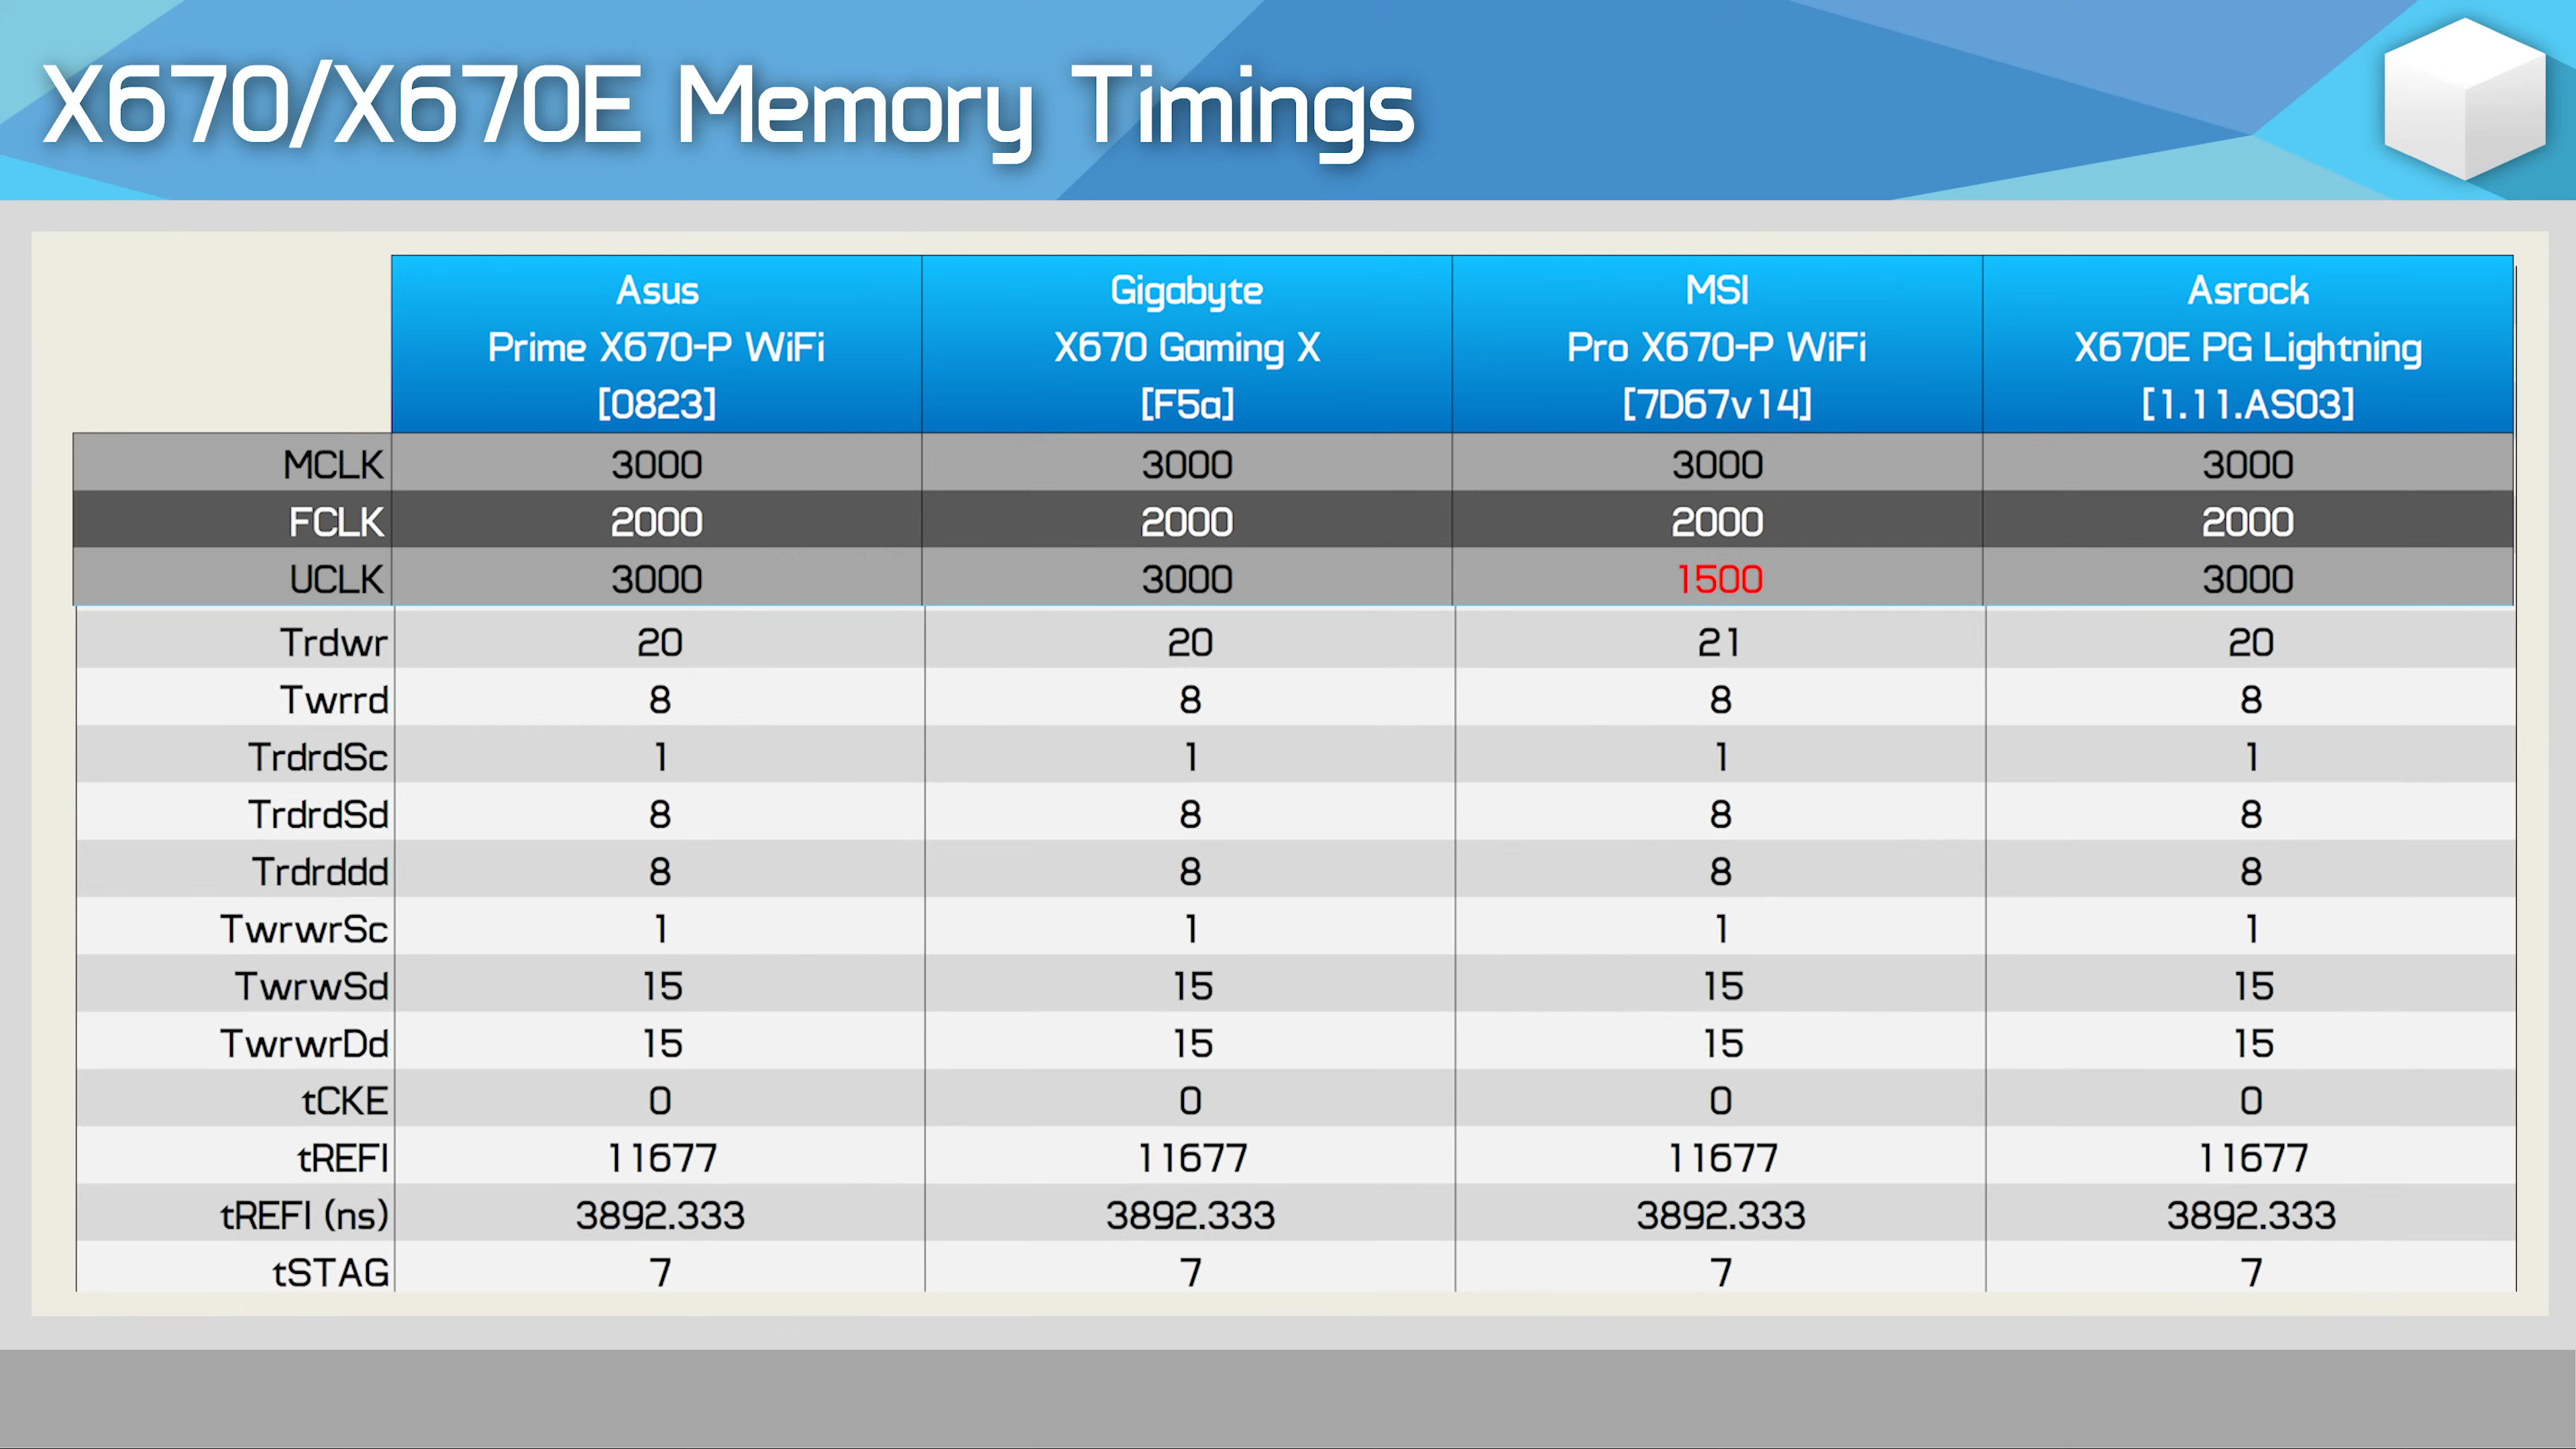 X670/X670E Memory Timings
Asus Gigabyte MSI Asrock
Prime X670-P WiFi X670 Gaming X Pro X670-P WiFi X670E PG Lightning
[0823] [F5a] [7D67v14] [1.11.AS03]
MCLK 3000 3000 3000 3000
FCLK 2000 2000 2000 2000
UCLK 3000 3000 1500 3000
Trdwr 20 20 21 20
Twrrd 8 8 8 8
TrdrdSc 1 1 1 1
TrdrdSd 8 8 8 8
Trdrddd 8 8 8 8
TwrwrSc 1 1 1 1
TwrwSd 15 15 15 15
TwrwrDd 15 15 15 15
tCKE 0 0 0 0
tREFI 11677 11677 11677 11677
tREFI (ns) 3892.333 3892.333 3892.333 3892.333
tSTAG 7 7 7 7